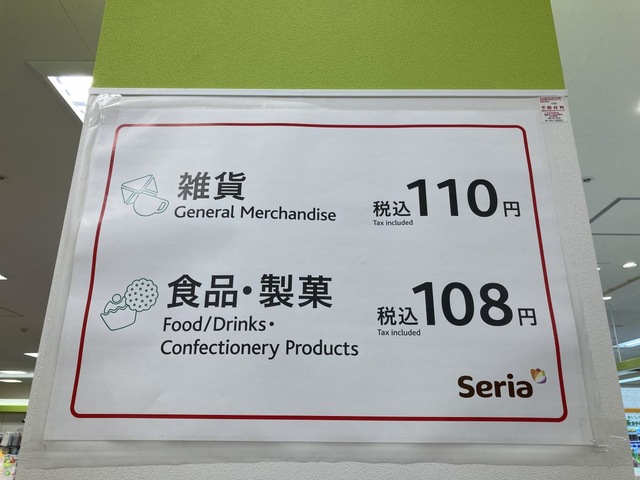 雑貨
General Merchandise
税込110円
Tax included
食品・製菓
Food/Drinks・
Confectionery Products
税込108円
Tax included
Seria